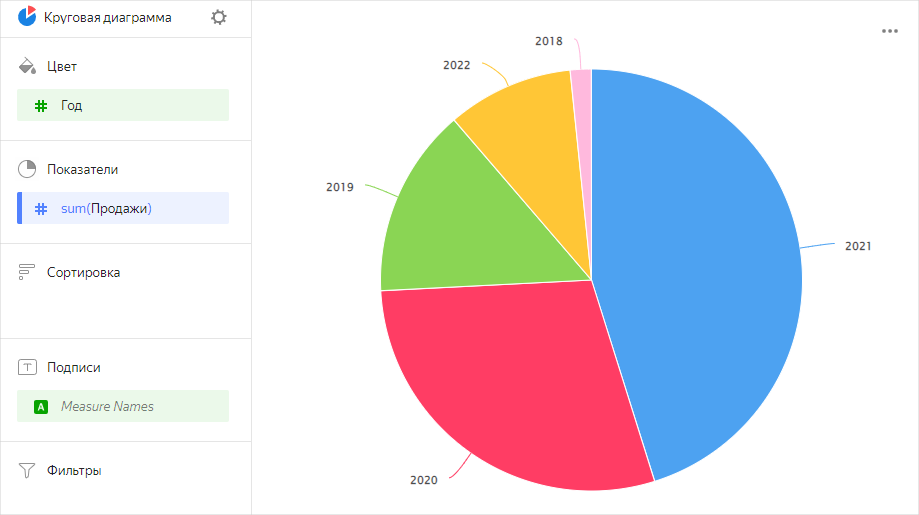 Круговая диаграмма
Цвет
Год
Показатели
sum(Продажи)
Сортировка
Подписи
A
Measure Names
Фильтры
2018
2022
2019
2021
2020